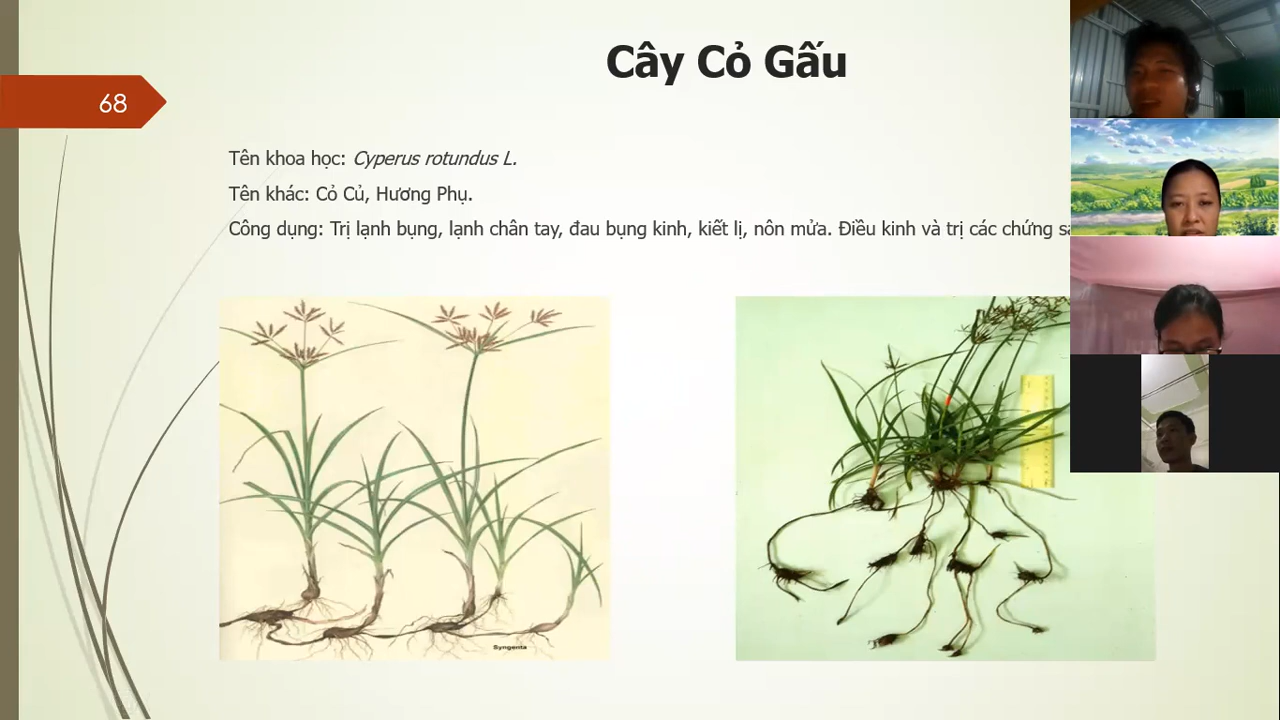 Cây Cỏ Gấu
68
Tên khoa học: Cyperus rotundus L.
Tên khác: Cỏ Củ, Hương Phụ.
Công dụng: Trị lạnh bụng, lạnh chân tay, đau bụng kinh, kiết lị, nôn mửa. Điều kinh và trị các chứng
Syngenta